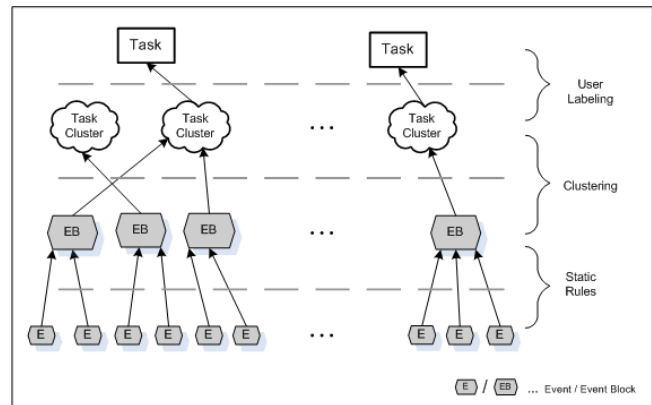 Task
Task
User
Labeling
Task
Cluster
Task
Cluster
...
Task
Cluster
Clustering
EB
EB
EB
...
EB
Static
Rules
E
E
E
E
E
E
...
E
E
E
E / EB ... Event / Event Block